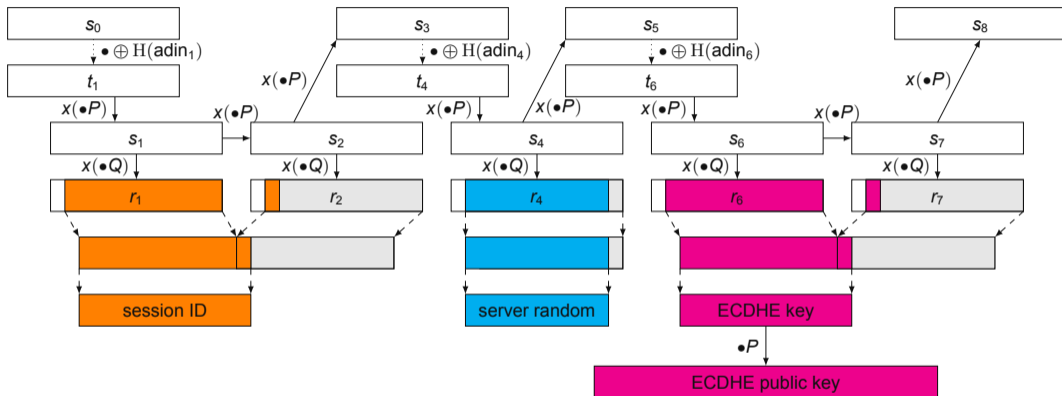 s₀ s₃ s₅ s₈
• ⊕ H(adin₁) • ⊕ H(adin₄) • ⊕ H(adin₆)
t₁ x(•P) t₄ x(•P) t₆ x(•P)
x(•P) x(•P) x(•P) x(•P) x(•P)
s₁ s₂ s₄ s₆ s₇
x(•Q) x(•Q) x(•Q) x(•Q) x(•Q)
r₁ r₂ r₄ r₆ r₇
session ID server random ECDHE key
•P
ECDHE public key